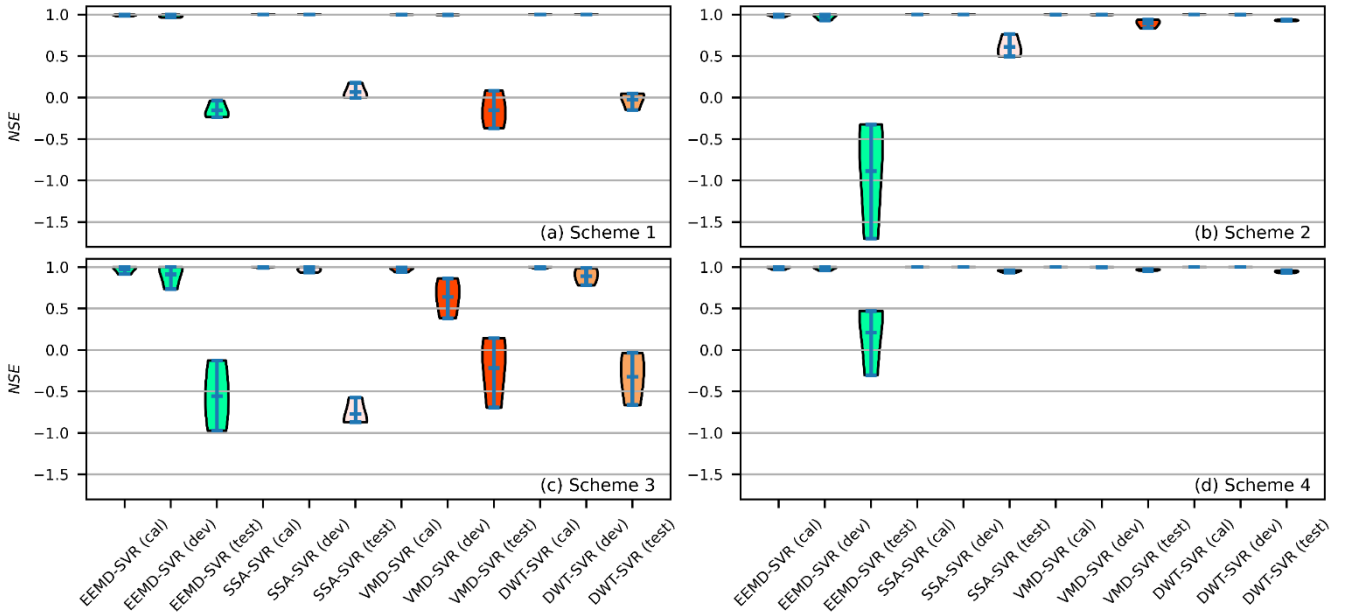 1.0
0.5
0.0
−0.5
−1.0
−1.5
NSE
(a) Scheme 1
1.0
0.5
0.0
−0.5
−1.0
−1.5
NSE
(b) Scheme 2
1.0
0.5
0.0
−0.5
−1.0
−1.5
NSE
(c) Scheme 3
EEMD-SVR (cal)
EEMD-SVR (dev)
EEMD-SVR (test)
SSA-SVR (cal)
SSA-SVR (dev)
SSA-SVR (test)
VMD-SVR (cal)
VMD-SVR (dev)
VMD-SVR (test)
DWT-SVR (cal)
DWT-SVR (dev)
DWT-SVR (test)
1.0
0.5
0.0
−0.5
−1.0
−1.5
NSE
(d) Scheme 4
EEMD-SVR (cal)
EEMD-SVR (dev)
EEMD-SVR (test)
SSA-SVR (cal)
SSA-SVR (dev)
SSA-SVR (test)
VMD-SVR (cal)
VMD-SVR (dev)
VMD-SVR (test)
DWT-SVR (cal)
DWT-SVR (dev)
DWT-SVR (test)